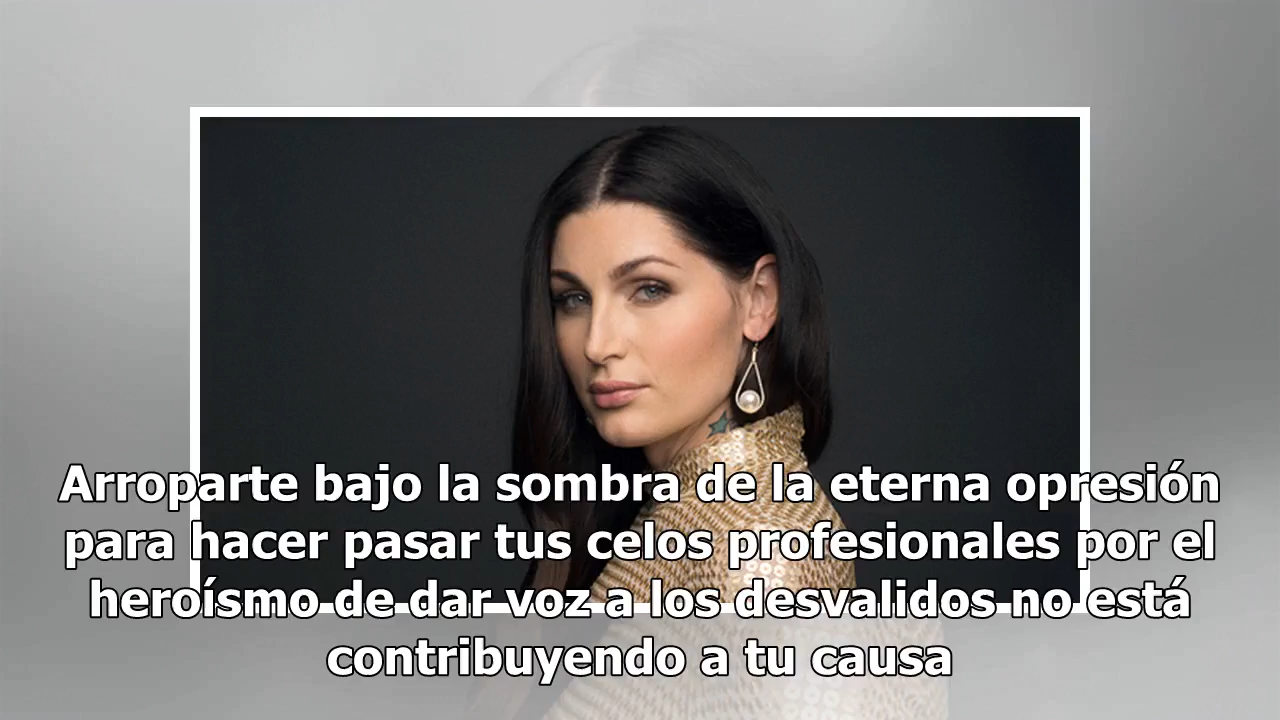 Arroparte bajo la sombra de la eterna opresión
para hacer pasar tus celos profesionales por el
heroísmo de dar voz a los desvalidos no está
contribuyendo a tu causa